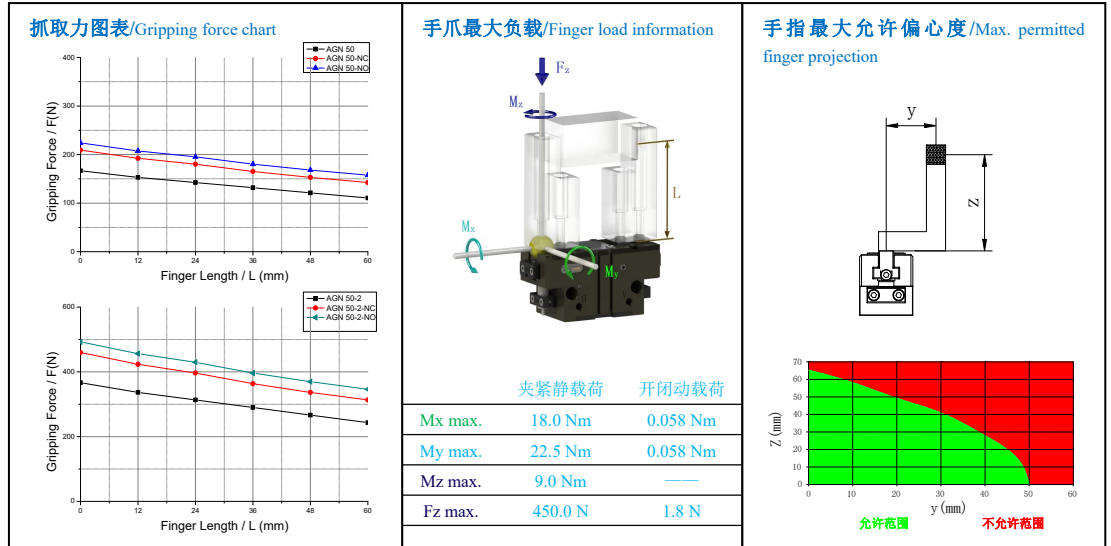 抓取力图表/Gripping force chart
AGN 50
AGN 50-NC
AGN 50-NO
400
300
200
100
0
Gripping Force / F(N)
0 12 24 36 48 60
Finger Length / L (mm)
AGN 50-2
AGN 50-2-NC
AGN 50-2-NO
600
400
200
0
Gripping Force / F(N)
0 12 24 36 48 60
Finger Length / L (mm)
手爪最大负载/Finger load information
Fz
Mz
L
Mx
My
夹紧静载荷 开闭动载荷
Mx max. 18.0 Nm 0.058 Nm
My max. 22.5 Nm 0.058 Nm
Mz max. 9.0 Nm ——
Fz max. 450.0 N 1.8 N
手指最大允许偏心度/Max. permitted
finger projection
y
Z
70
60
50
40
30
20
10
0
Z(mm)
0 10 20 30 40 50 60
y(mm)
允许范围 不允许范围